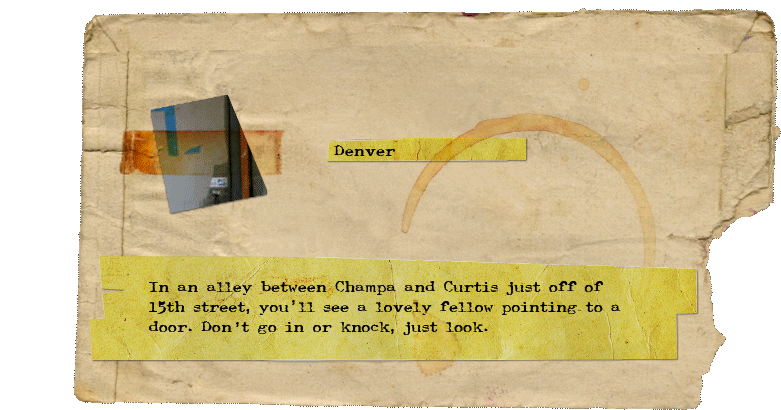 Denver
In an alley between Champa and Curtis just off of
15th street, you'll see a lovely fellow pointing to a
door. Don't go in or knock, just look.